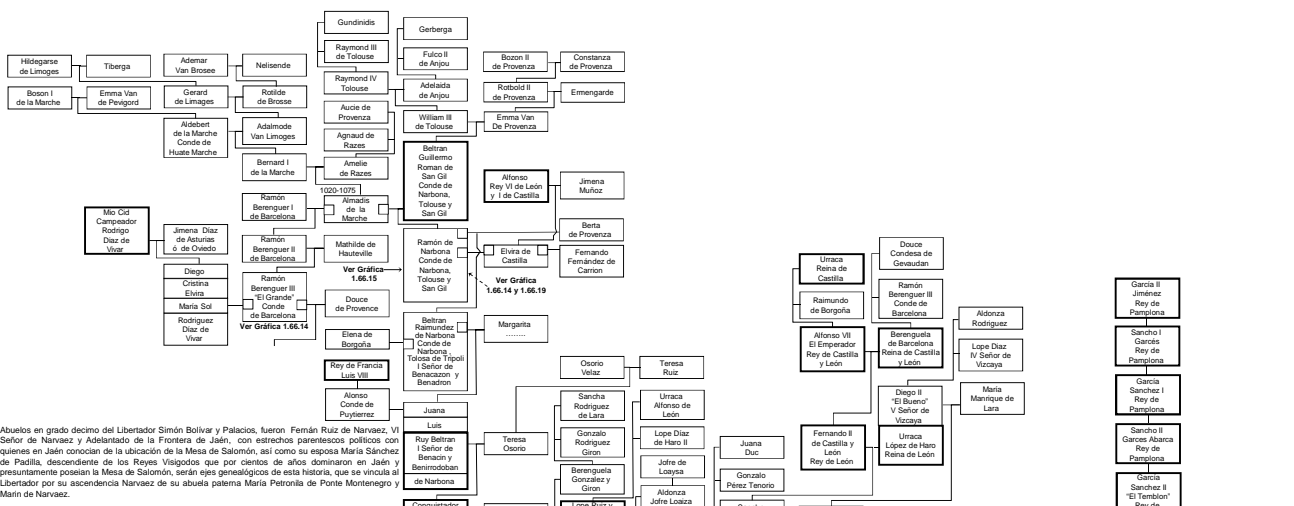 Gundinidis
Gerberga
Raymond III
de Tolouse
Fulco II
de Anjou
Hildegarse
de Limoges
Tiberga
Ademar
Van Brosee
Nelisende
Bozon II
de Provenza
Constanza
de Provenza
Raymond IV
Tolouse
Adelaida
de Anjou
Rotbold II
de Provenza
Ermengarde
Boson I
de la Marche
Emma Van
de Pevigord
Gerard
de Limages
Rotilde
de Brosse
Aucie de
Provenza
William III
de Tolouse
Emma Van
De Provenza
Aldebert
de la Marche
Conde de
Huate Marche
Adalmode
Van Limoges
Agnaud de
Razes
Bernard I
de la Marche
Amelie
de Razes
Beltran
Guillermo
Roman de
San Gil
Conde de
Narbona,
Tolouse y
San Gil
Alfonso
Rey VI de León
y I de Castilla
Jimena
Muñoz
1020-1075
Ramón
Berenguer I
de Barcelona
Almadis
de la
Marche
Berta
de Provenza
Mio Cid
Campeador
Rodrigo
Diaz de
Vivar
Jimena Díaz
de Asturias
ó de Oviedo
Ramón
Berenguer II
de Barcelona
Mathilde de
Hauteville
Ramón de
Narbona
Conde de
Narbona,
Tolouse y
San Gil
Elvira de
Castilla
Fernando
Fernández de
Carrion
Ver Gráfica
1.66.15
Ver Gráfica
1.66.14 y 1.66.19
Diego
Cristina
Elvira
María Sol
Rodriguez
Díaz de
Vivar
Ramón
Berenguer III
“El Grande”
Conde
de Barcelona
Ver Gráfica 1.66.14
Douce
de Provence
Elena de
Borgoña
Beltran
Raimundez
de Narbona
Conde de
Narbona,
Tolosa de Tripoli
I Señor de
Benacazon y
Benadron
Margarita
........
Rey de Francia
Luis VIII
Alonso
Conde de
Puytierrez
Juana
Luis
Ruy Beltran
I Señor de
Benacin y
Benirrodoban
de Narbona
Conquistador
Teresa
Osorio
Osorio
Velaz
Teresa
Ruiz
Sancha
Rodriguez
de Lara
Urraca
Alfonso de
León
Gonzalo
Rodriguez
Giron
Lope Díaz
de Haro II
Berenguela
Gonzalez y
Giron
Jofre de
Loaysa
Aldonza
Jofre Loaiza
Lope Ruiz y
Juana
Duc
Gonzalo
Pérez Tenorio
Urraca
Reina de
Castilla
Douce
Condesa de
Gevaudan
Raimundo
de Borgoña
Ramón
Berenguer III
Conde de
Barcelona
Alfonso VII
El Emperador
Rey de Castilla
y León
Berenguela
de Barcelona
Reina de Castilla
y León
Aldonza
Rodriguez
Lope Diaz
IV Señor de
Vizcaya
Diego II
“El Bueno”
V Señor de
Vizcaya
María
Manrique de
Lara
Fernando II
de Castilla y
León
Rey de León
Urraca
López de Haro
Reina de León
García II
Jiménez
Rey de
Pamplona
Sancho I
Garcés
Rey de
Pamplona
García
Sanchez I
Rey de
Pamplona
Sancho II
Garces Abarca
Rey de
Pamplona
García
Sanchez II
“El Temblon”
Rey de
Abuelos en grado decimo del Libertador Simón Bolívar y Palacios, fueron Fernán Ruiz de Narvaez, VI
Señor de Narvaez y Adelantado de la Frontera de Jaén, con estrechos parentescos políticos con
quienes en Jaén conocian de la ubicación de la Mesa de Salomón, así como su esposa María Sánchez
de Padilla, descendiente de los Reyes Visigodos que por cientos de años dominaron en Jaén y
presuntamente poseian la Mesa de Salomón, serán ejes genealógicos de esta historia, que se vincula al
Libertador por su ascendencia Narvaez de su abuela paterna María Petronila de Ponte Montenegro y
Marin de Narvaez.